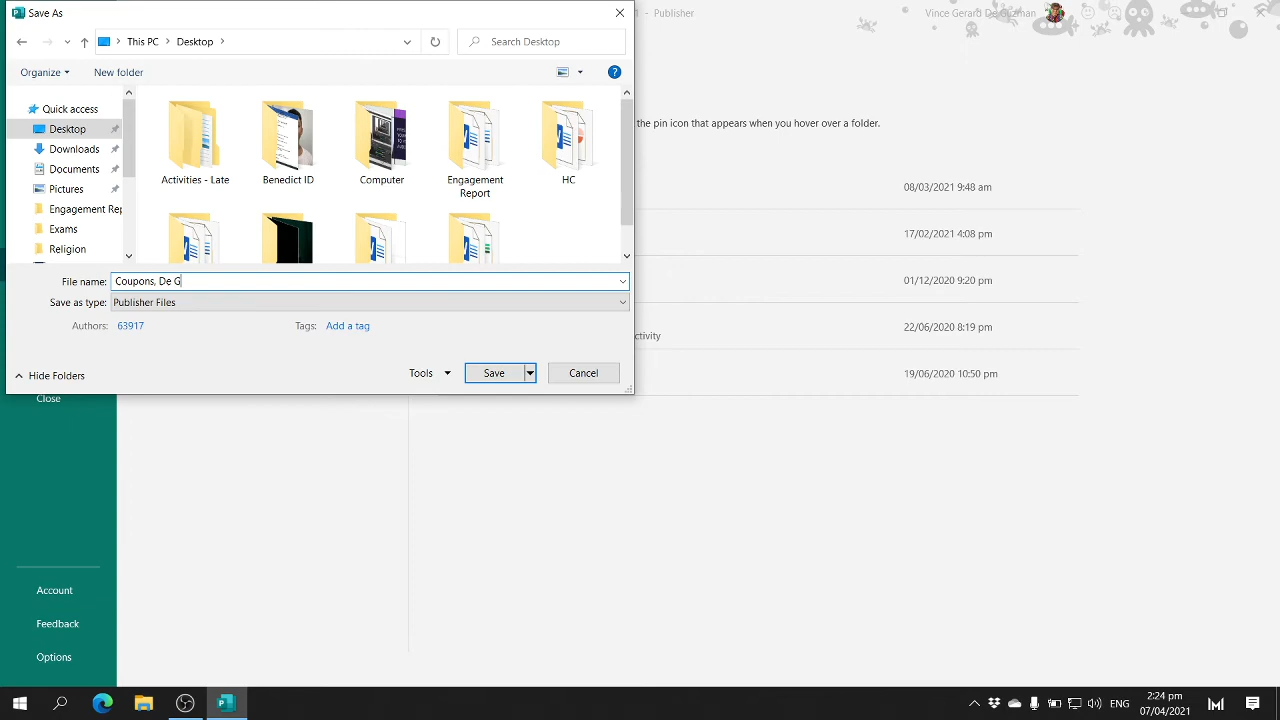 Save As
1 - Publisher
Vince Gerard De Guzman
This PC
Desktop
Search Desktop
Organize
New folder
Quick access
Desktop
Downloads
Documents
Pictures
Engagement Rep
Exams
Religion
Activities - Late
Benedict ID
Computer
Engagement
Report
HC
the pin icon that appears when you hover over a folder.
08/03/2021 9:48 am
17/02/2021 4:08 pm
01/12/2020 9:20 pm
22/06/2020 8:19 pm
ctivity
19/06/2020 10:50 pm
File name: Coupons, De G
Save as type: Publisher Files
Authors: 63917
Tags: Add a tag
Hide Folders
Tools
Save
Cancel
Close
Account
Feedback
Options
ENG
2:24 pm
07/04/2021